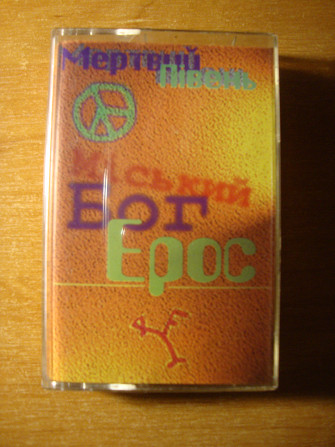 Мертвий
Півень
Міський
Бог
Ерос